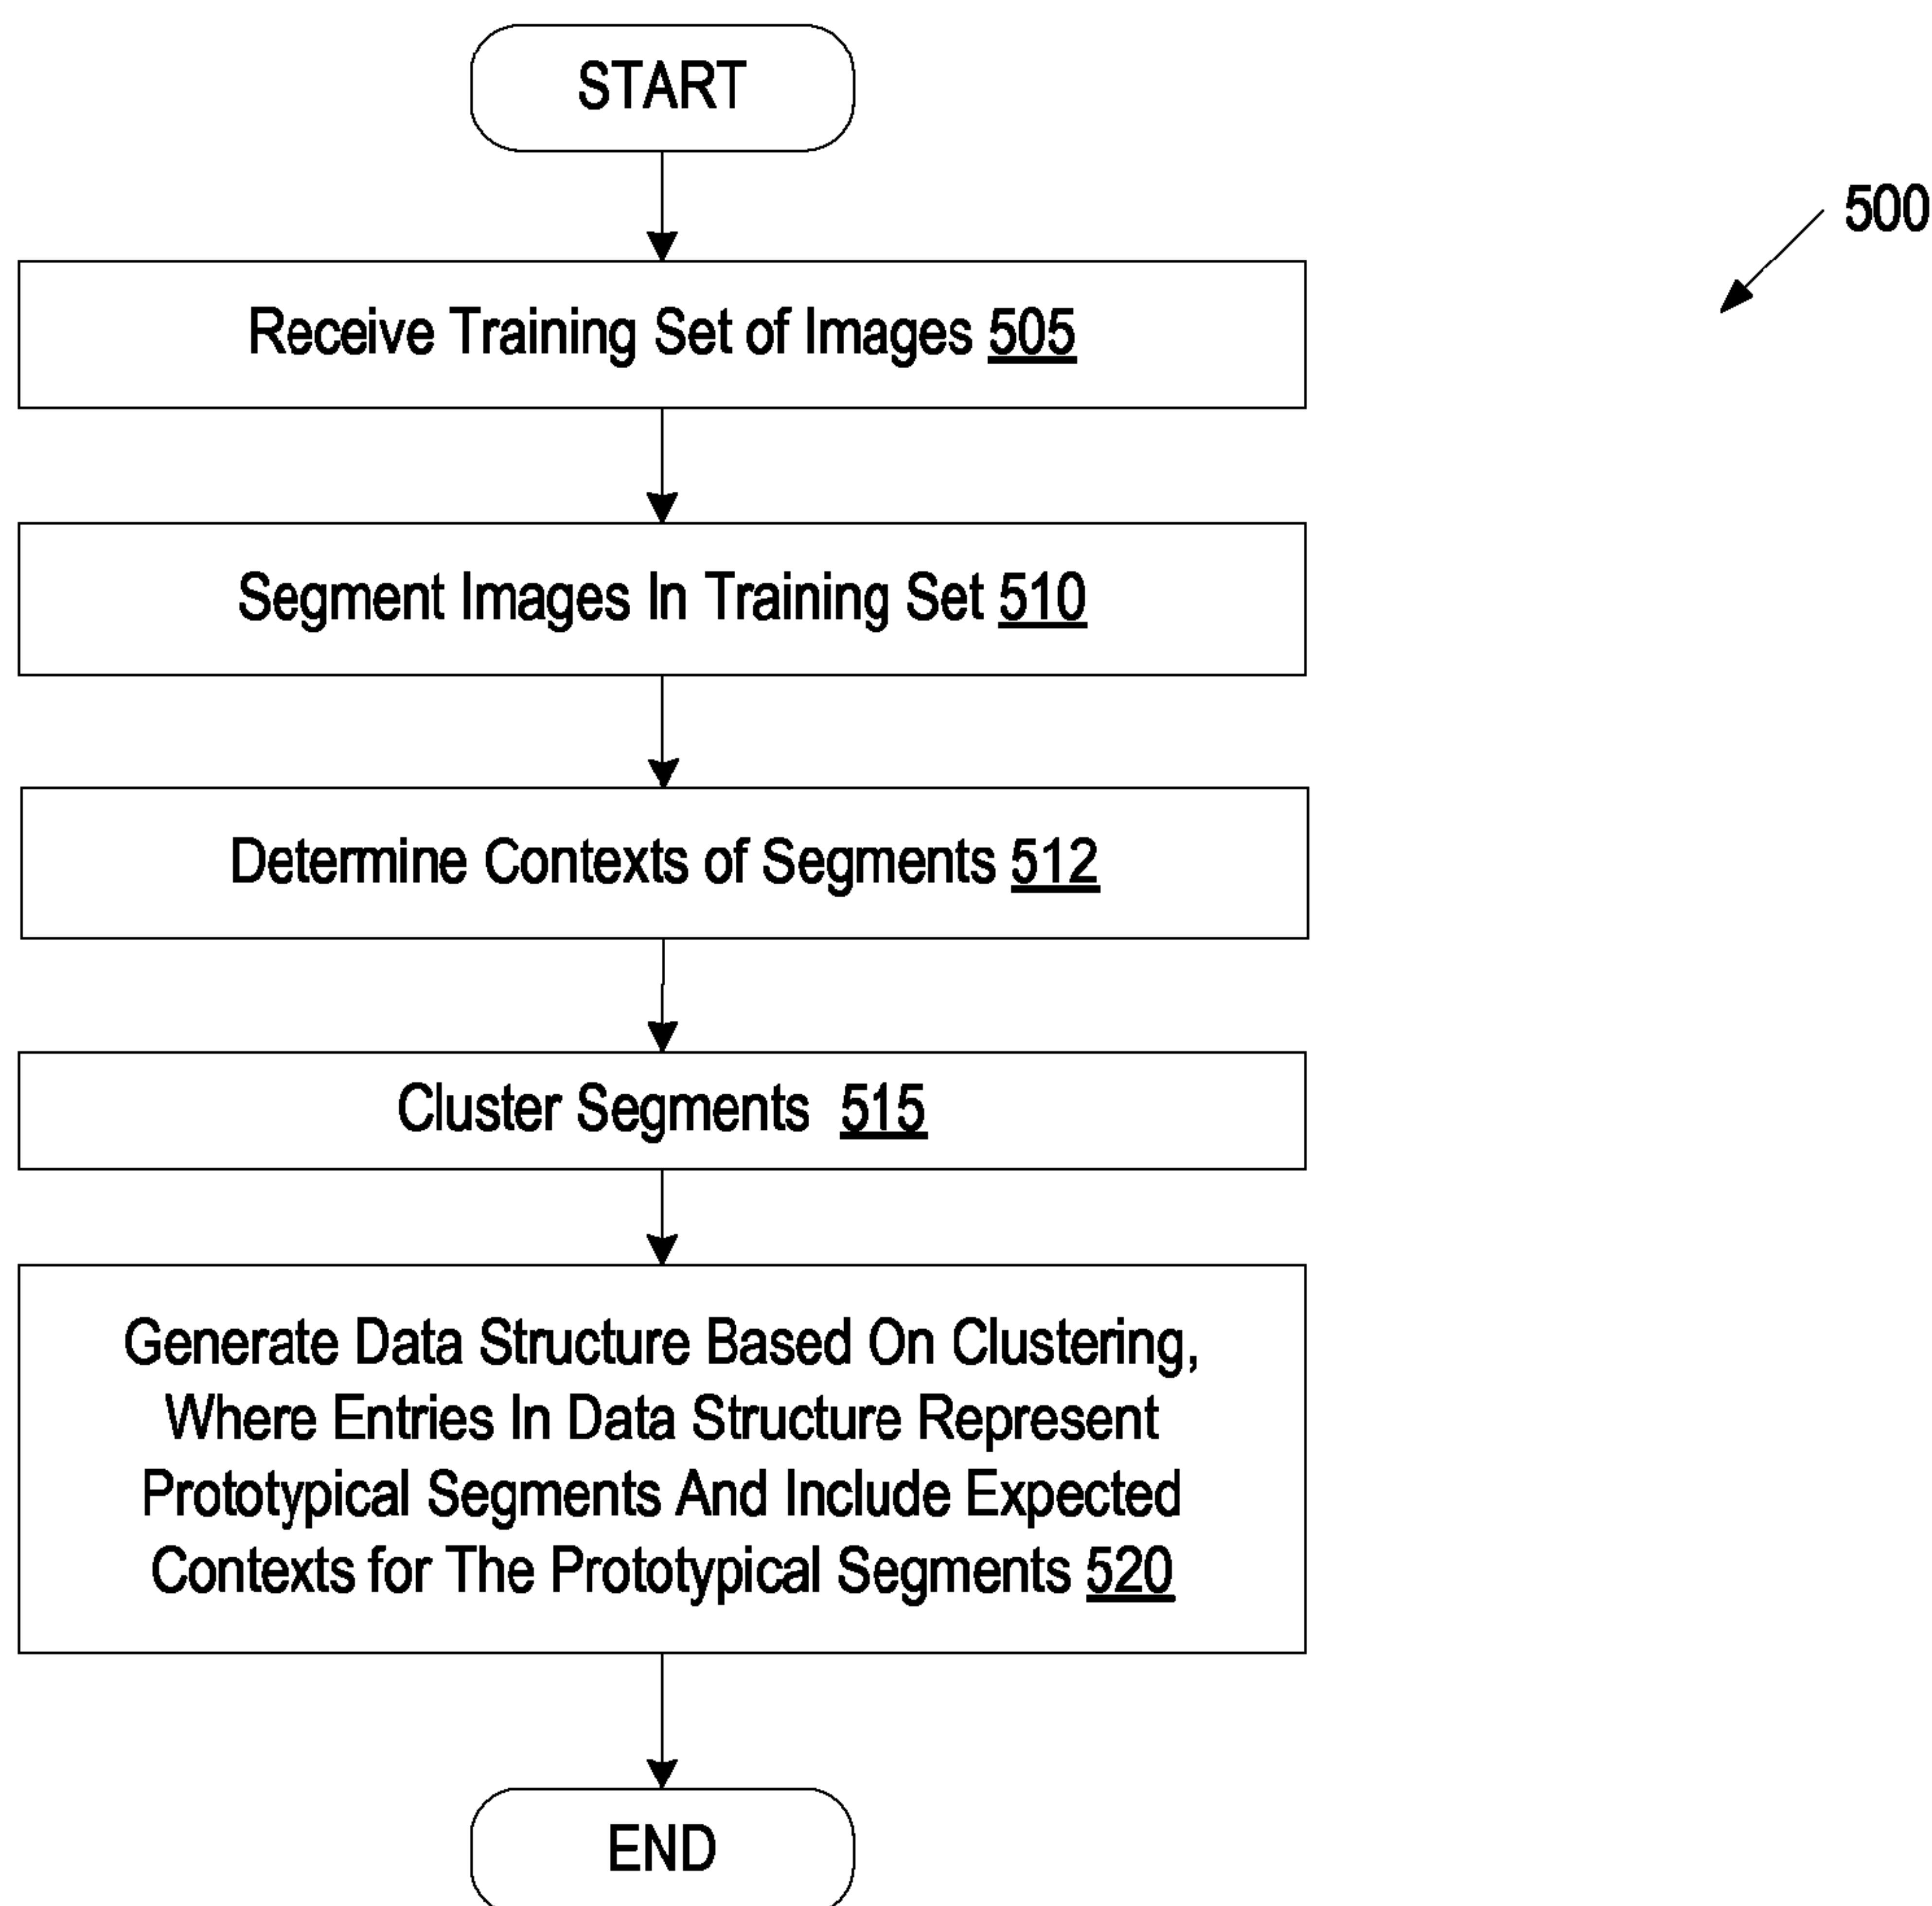 START
500
Receive Training Set of Images 505
Segment Images In Training Set 510
Determine Contexts of Segments 512
Cluster Segments 515
Generate Data Structure Based On Clustering,
Where Entries In Data Structure Represent
Prototypical Segments And Include Expected
Contexts for The Prototypical Segments 520
END